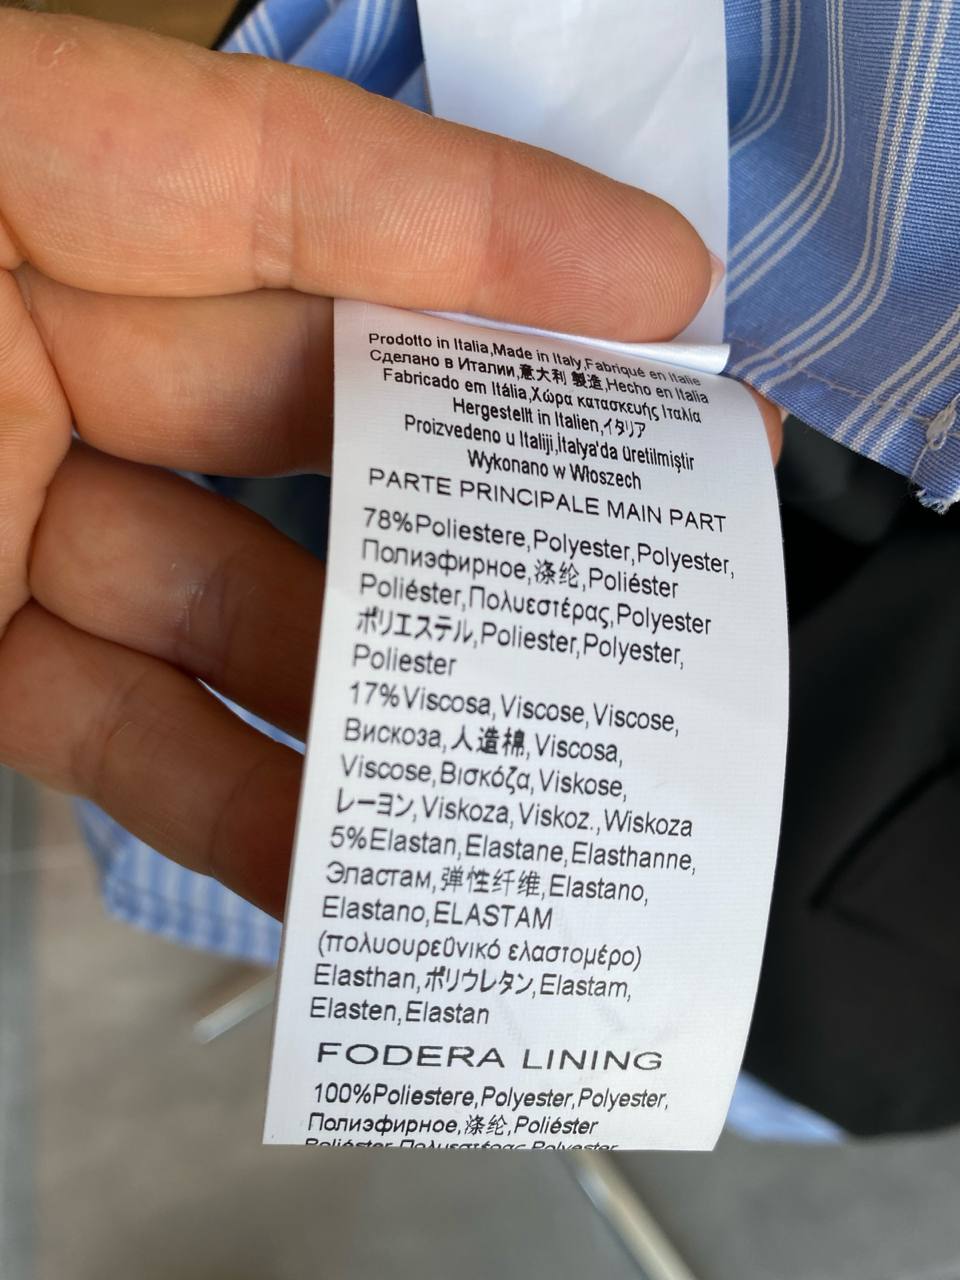 Prodotto in Italia,Made in Italy,Fabriqué en Italie
Сделано в Италии,意大利 製造,Hecho en Italia
Fabricado em Itália,Χώρα κατασκευής Ιταλία
Hergestellt in Italien,イタリア
Proizvedeno u Italiji,İtalya'da üretilmiştir
Wykonano w Włoszech
PARTE PRINCIPALE MAIN PART
78%Poliestere,Polyester,Polyester,
Полиэфирное,涤纶,Poliéster
Poliéster,Πολυεστέρας,Polyester
ポリエステル,Poliester,Polyester,
Poliester
17%Viscosa,Viscose,Viscose,
Вискоза,人造棉,Viscosa,
Viscose,Βισκόζα,Viskose,
レーヨン,Viskoza,Viskoz.,Wiskoza
5%Elastan,Elastane,Elasthanne,
Эластам,弹性纤维,Elastano,
Elastano,ELASTAM
(πολυουρεθνικό ελαστομέρο)
Elasthan,ポリウレタン,Elastam,
Elasten,Elastan
FODERA LINING
100%Poliestere,Polyester,Polyester,
Полиэфирное,涤纶,Poliéster
Poliéster,Πολυεστέρας,Polyester